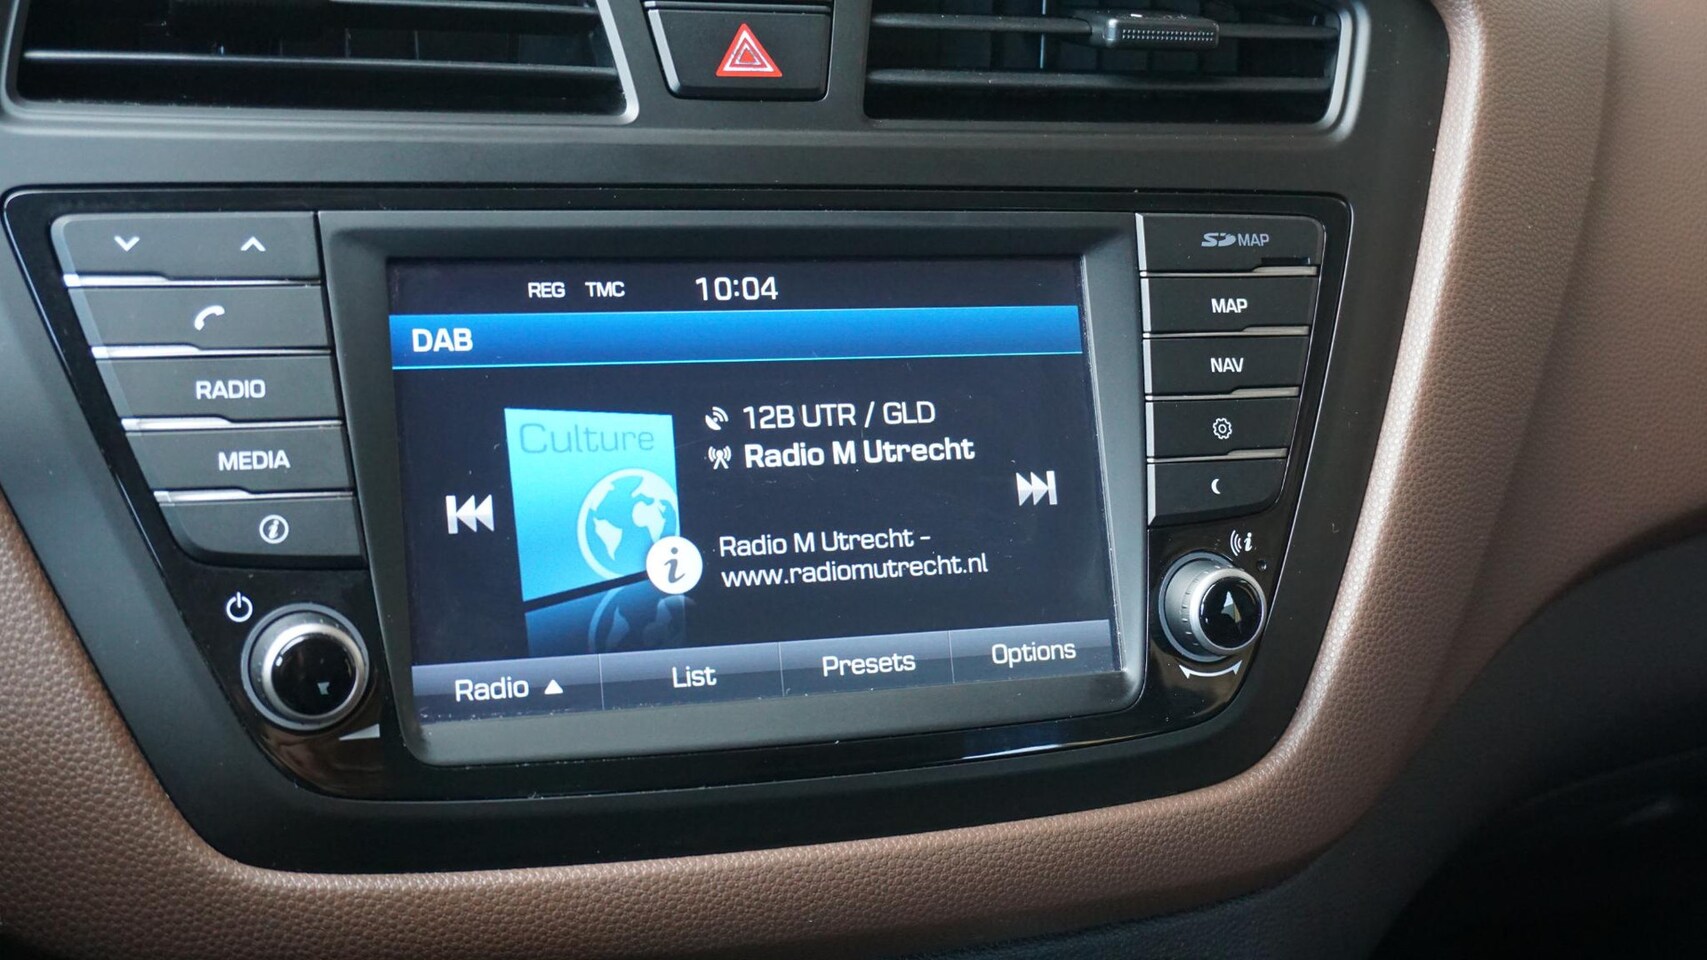 SD MAP
REG TMC 10:04
MAP
DAB
NAV
RADIO
12B UTR / GLD
Culture
Radio M Utrecht
MEDIA
Radio M Utrecht -
www.radiomutrecht.nl
Radio List Presets Options